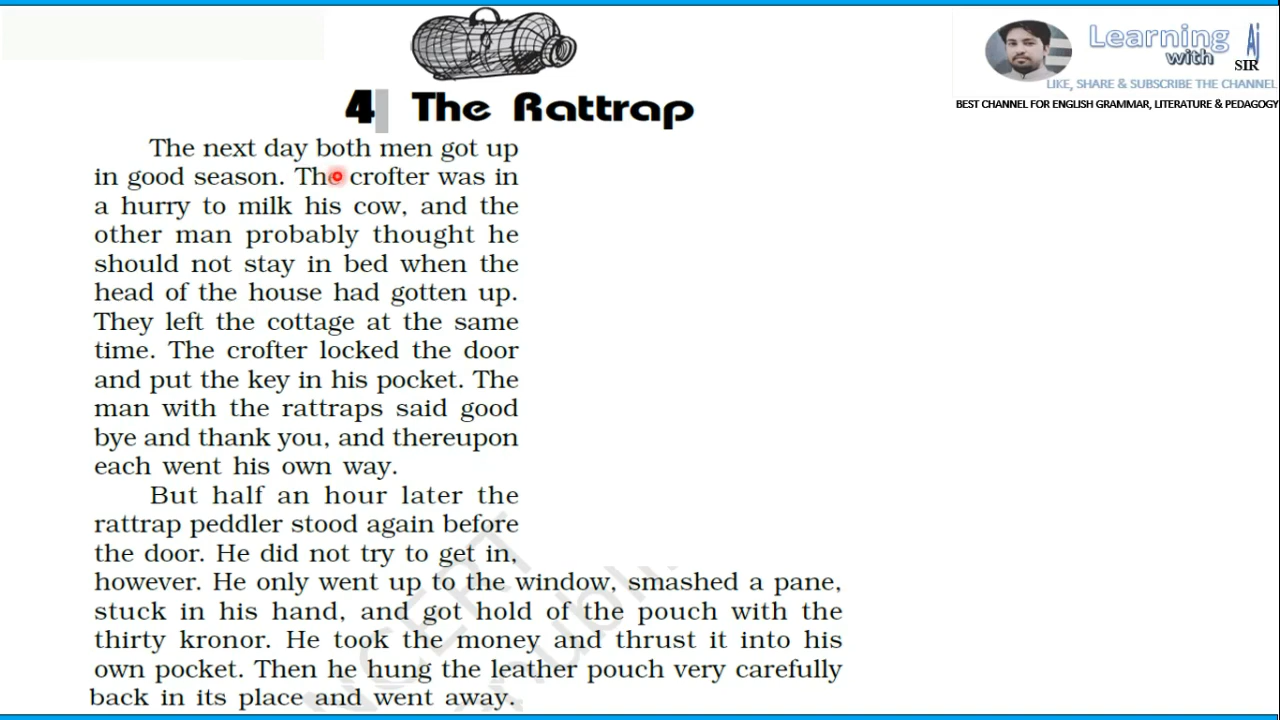 Learning
with
Aj
SIR
LIKE, SHARE & SUBSCRIBE THE CHANNEL
BEST CHANNEL FOR ENGLISH GRAMMAR, LITERATURE & PEDAGOGY
4 The Rattrap
The next day both men got up
in good season. The crofter was in
a hurry to milk his cow, and the
other man probably thought he
should not stay in bed when the
head of the house had gotten up.
They left the cottage at the same
time. The crofter locked the door
and put the key in his pocket. The
man with the rattraps said good
bye and thank you, and thereupon
each went his own way.
But half an hour later the
rattrap peddler stood again before
the door. He did not try to get in,
however. He only went up to the window, smashed a pane,
stuck in his hand, and got hold of the pouch with the
thirty kronor. He took the money and thrust it into his
own pocket. Then he hung the leather pouch very carefully
back in its place and went away.
NCERT